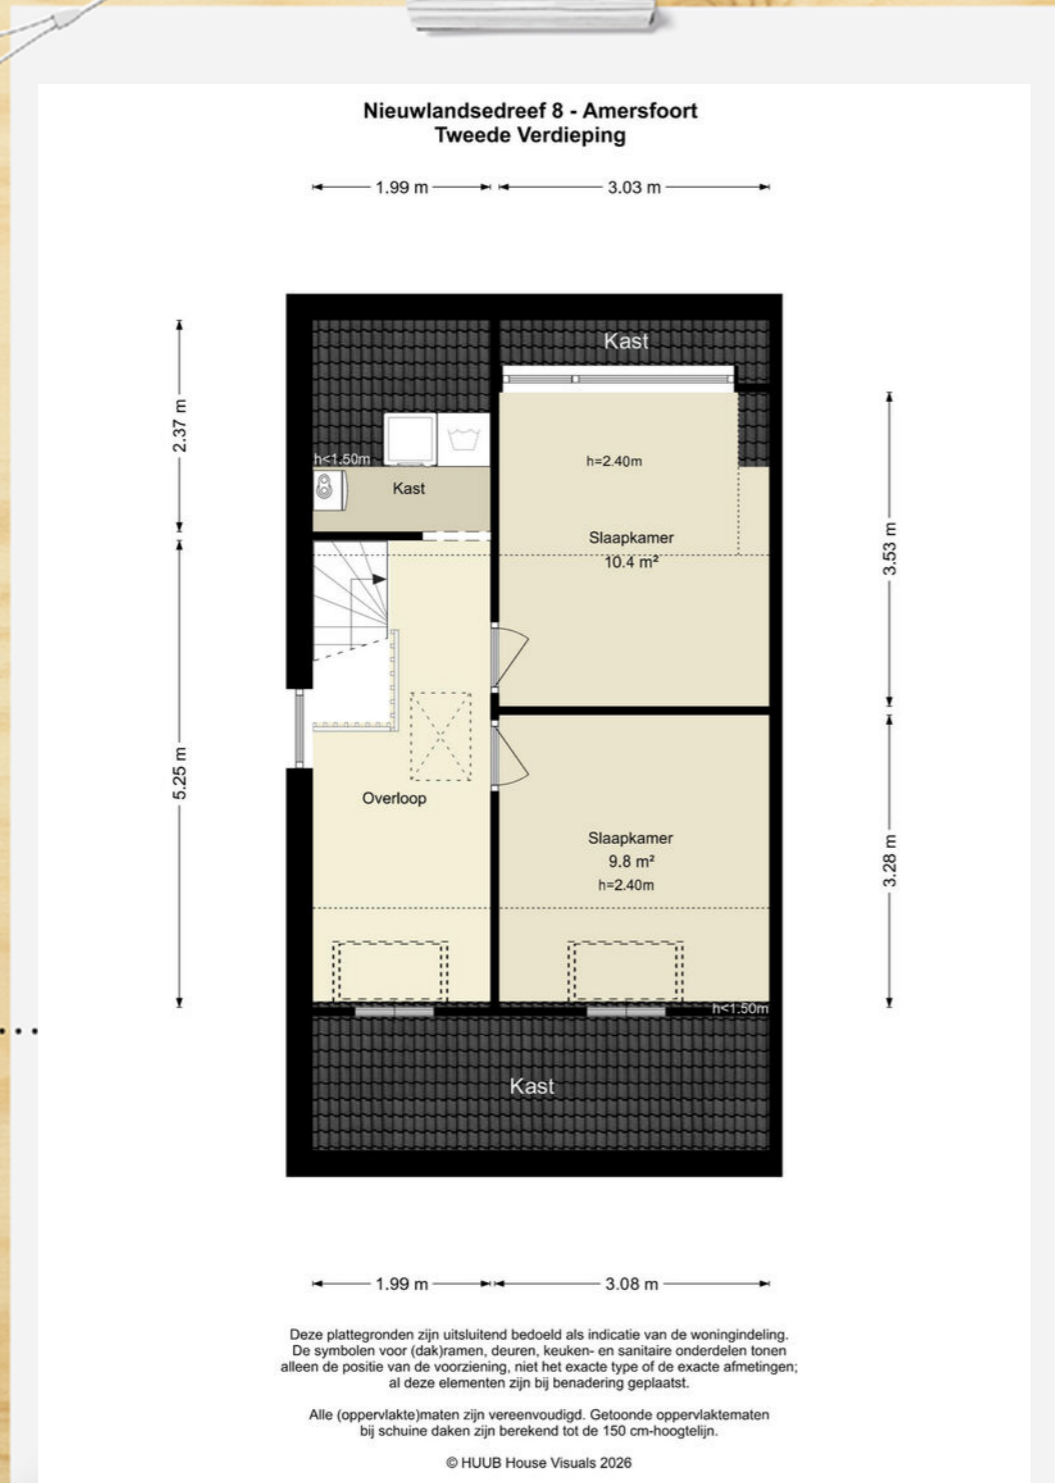 Nieuwlandsedreef 8 - Amersfoort
Tweede Verdieping
1.99 m
3.03 m
Kast
2.37 m
h<1.50m
Kast
h=2.40m
Slaapkamer
10.4 m²
3.53 m
5.25 m
Overloop
Slaapkamer
9.8 m²
h=2.40m
3.28 m
h<1.50m
Kast
1.99 m
3.08 m
Deze plattegronden zijn uitsluitend bedoeld als indicatie van de woningindeling.
De symbolen voor (dak)ramen, deuren, keuken- en sanitaire onderdelen tonen
alleen de positie van de voorziening, niet het exacte type of de exacte afmetingen;
al deze elementen zijn bij benadering geplaatst.
Alle (oppervlakte)maten zijn vereenvoudigd. Getoonde oppervlaktematen
bij schuine daken zijn berekend tot de 150 cm-hoogtelijn.
© HUUB House Visuals 2026